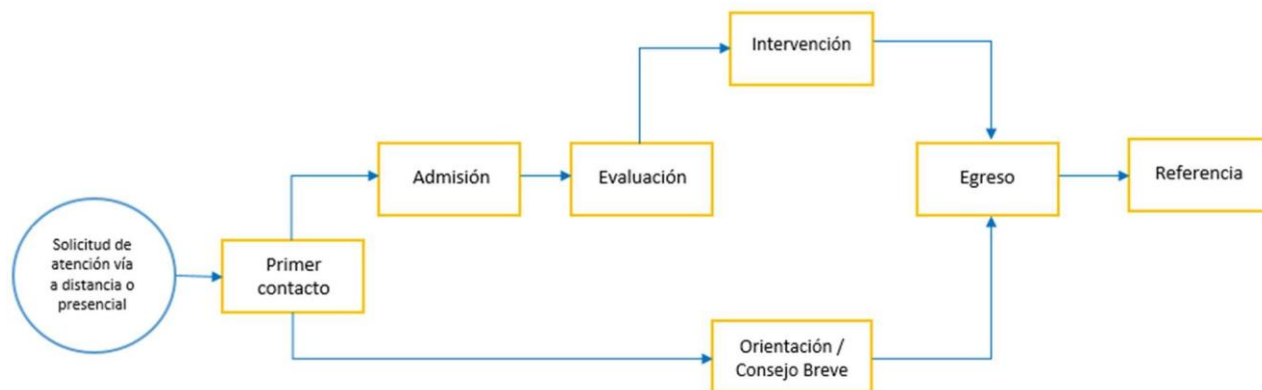 Solicitud de
atención vía
a distancia o
presencial
Primer
contacto
Admisión
Evaluación
Intervención
Orientación /
Consejo Breve
Egreso
Referencia